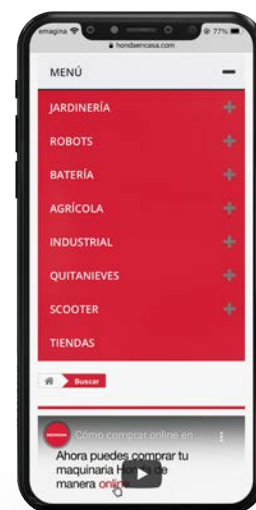 emagina 77%
hondaencasa.com
MENÚ
JARDINERÍA
ROBOTS
BATERÍA
AGRÍCOLA
INDUSTRIAL
QUITANIEVES
SCOOTER
TIENDAS
Buscar
HONDA Cómo comprar online en
Ahora puedes comprar tu
maquinaria Honda de
manera online